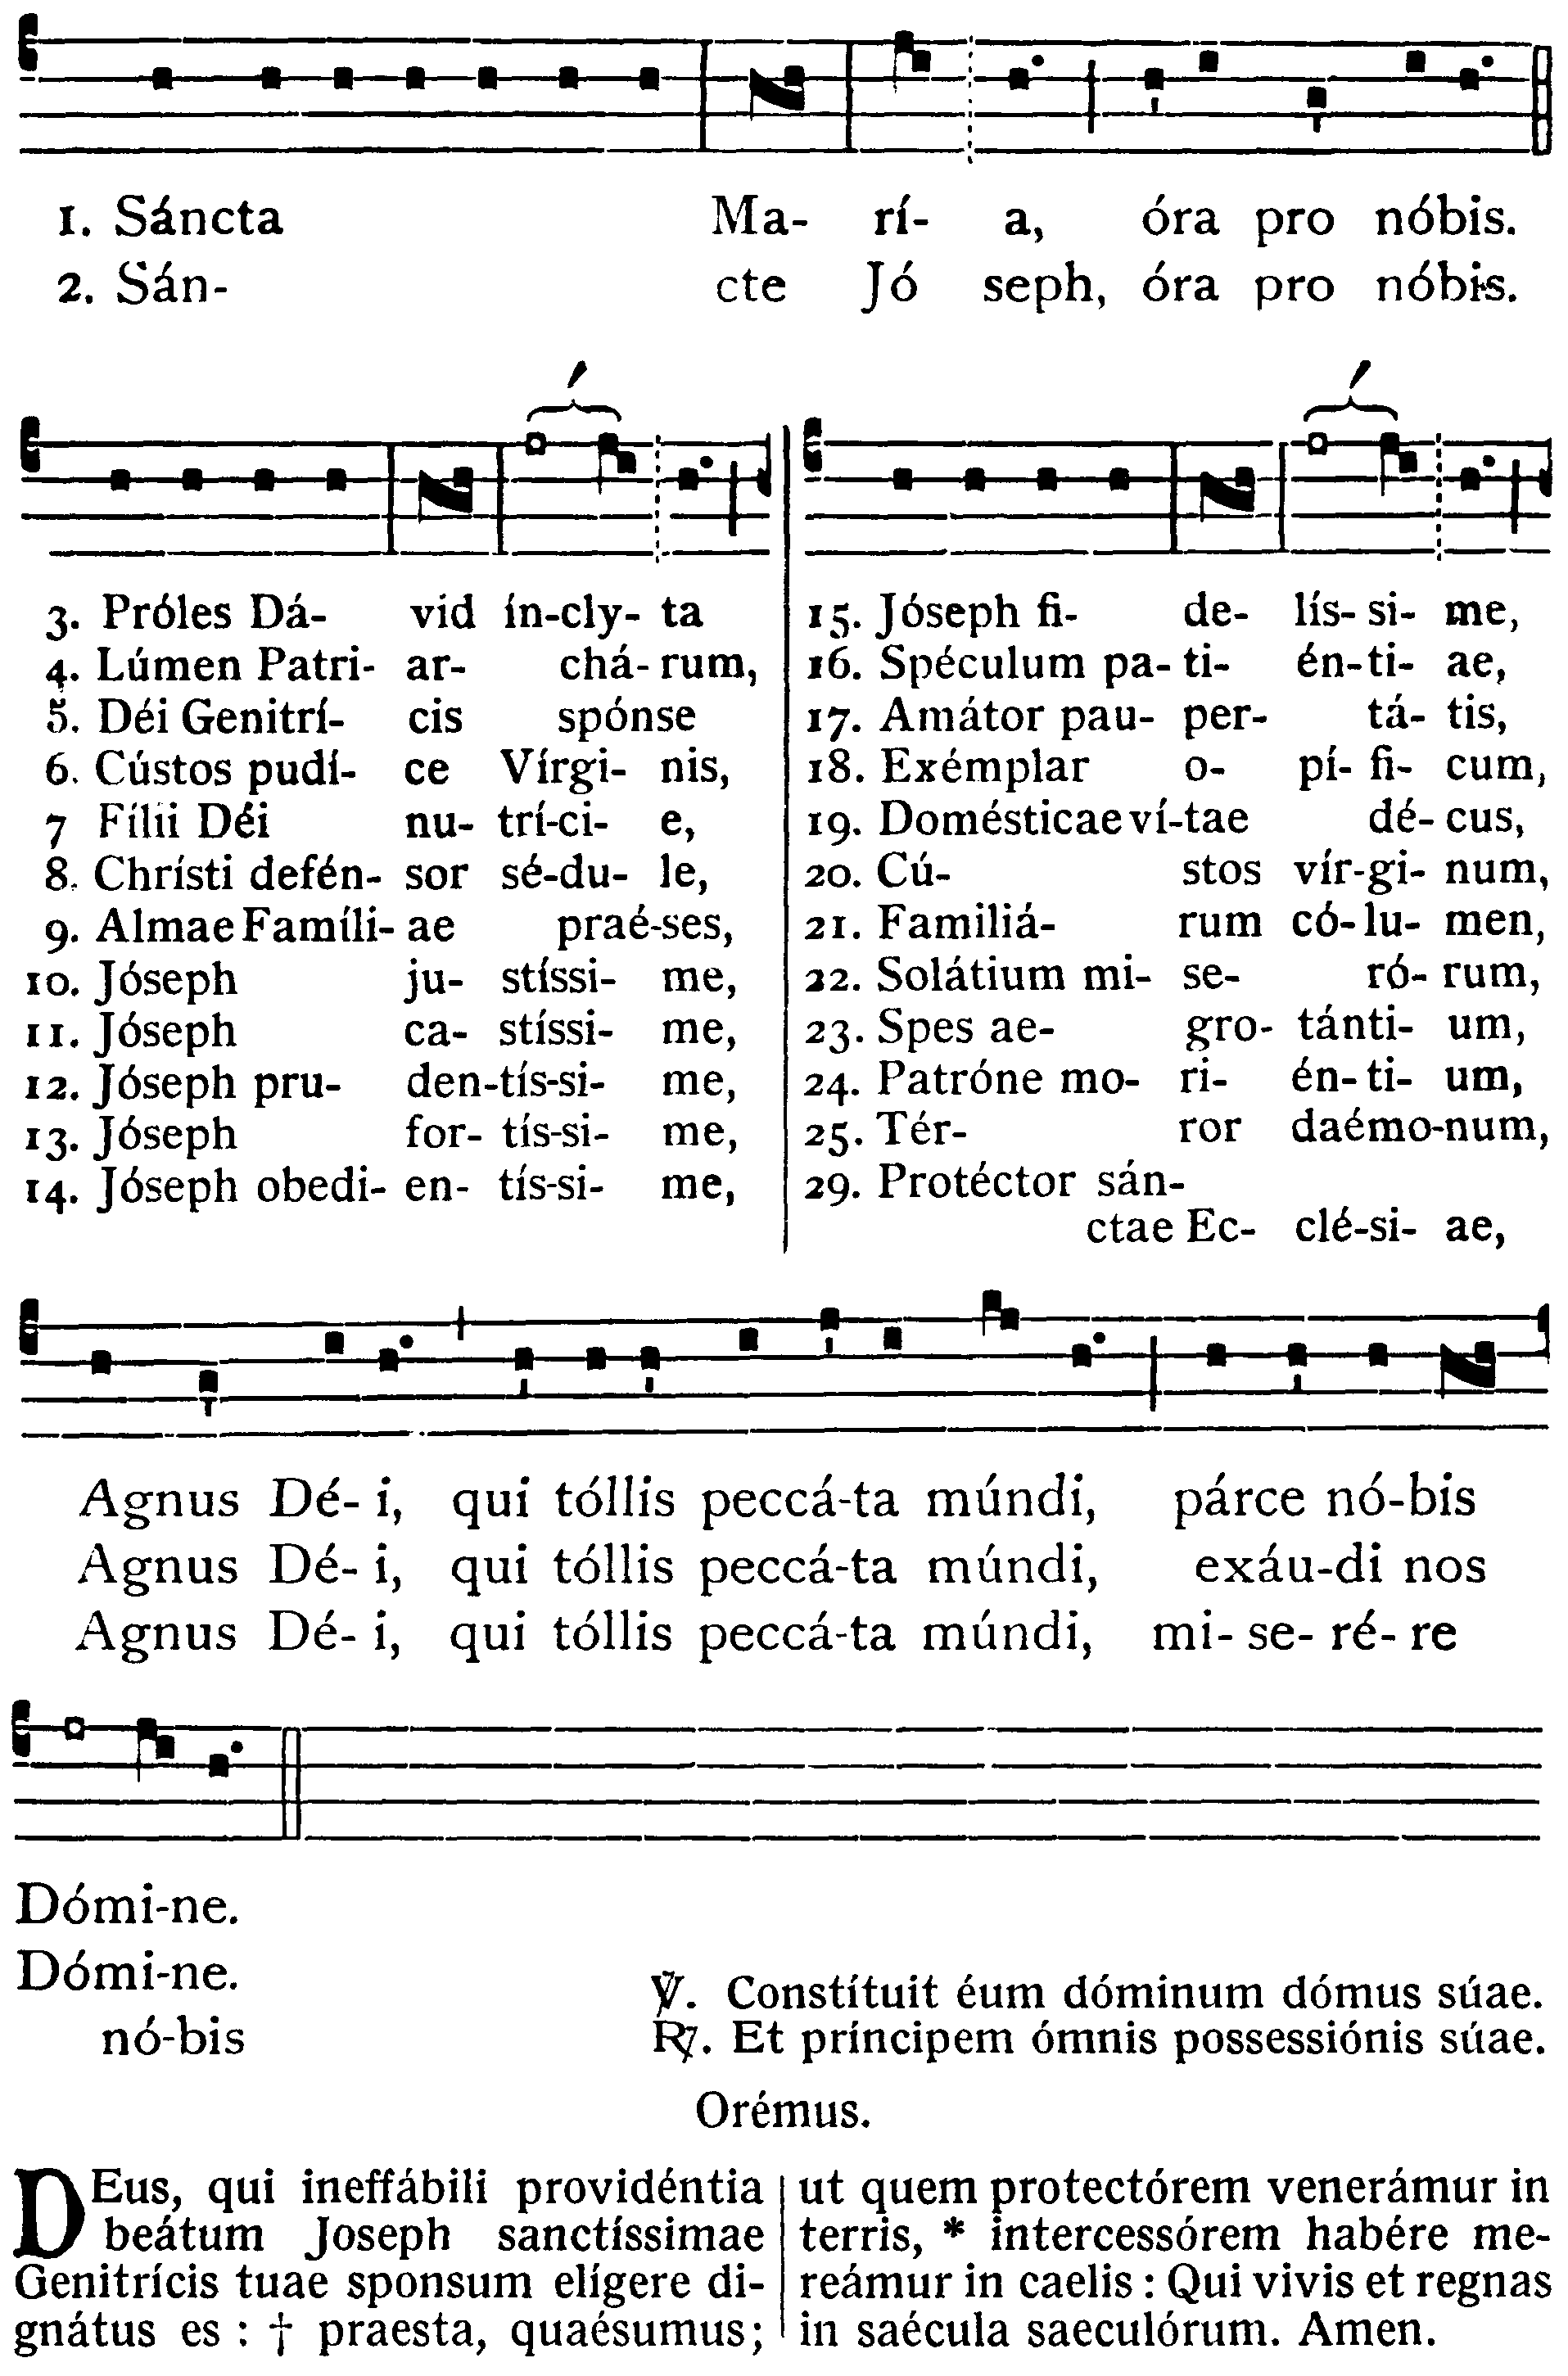 1. Sáncta Ma- rí- a, óra pro nóbis.
2. Sán- cte Jó seph, óra pro nóbis.
3. Próles Dá- vid ín-cly- ta
4. Lúmen Patri- ar- chá- rum,
5. Déi Genitrí- cis spónse
6. Cústos pudí- ce Vírgi- nis,
7 Fílii Déi nu- trí-ci- e,
8. Chrísti defén- sor sé-du- le,
9. Almae Famíli- ae praé-ses,
10. Jóseph ju- stíssi- me,
11. Jóseph ca- stíssi- me,
12. Jóseph pru- den-tís-si- me,
13. Jóseph for- tís-si- me,
14. Jóseph obedi- en- tís-si- me,
15. Jóseph fi- de- lís- si- me,
16. Spéculum pa- ti- én-ti- ae,
17. Amátor pau- per- tá- tis,
18. Exémplar o- pí- fi- cum,
19. Domésticae ví-tae dé- cus,
20. Cú- stos vír-gi- num,
21. Familiá- rum có-lu- men,
22. Solátium mi- se- ró- rum,
23. Spes ae- gro- tánti- um,
24. Patróne mo- ri- én-ti- um,
25. Tér- ror daémo-num,
29. Protéctor sán-
ctae Ec- clé-si- ae,
Agnus Dé- i, qui tóllis peccá-ta múndi, párce nó-bis
Agnus Dé- i, qui tóllis peccá-ta múndi, exáu-di nos
Agnus Dé- i, qui tóllis peccá-ta múndi, mi- se- ré- re
Dómi-ne.
Dómi-ne.
nó-bis
℣. Constítuit éum dóminum dómus súae.
℟. Et príncipem ómnis possessiónis súae.
Orémus.
DEus, qui ineffábili providéntia
beátum Joseph sanctíssimae
Genitrícis tuae sponsum elígere di-
gnátus es : † praesta, quaésumus;
ut quem protectórem venerámur in
terris, * intercessórem habére me-
reámur in caelis : Qui vivis et regnas
in saécula saeculórum. Amen.